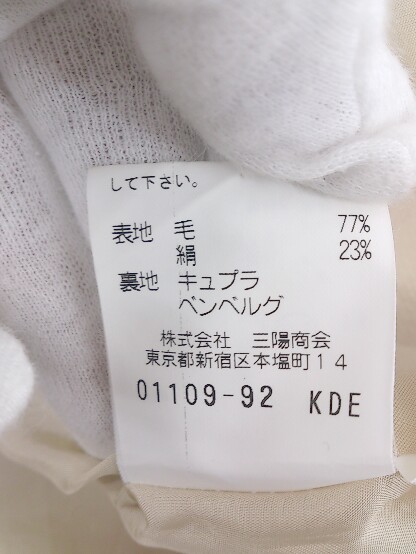 して下さい。
表地 毛 77%
絹 23%
裏地 キュプラ
ベンベルグ
株式会社 三陽商会
東京都新宿区本塩町14
01109-92 KDE